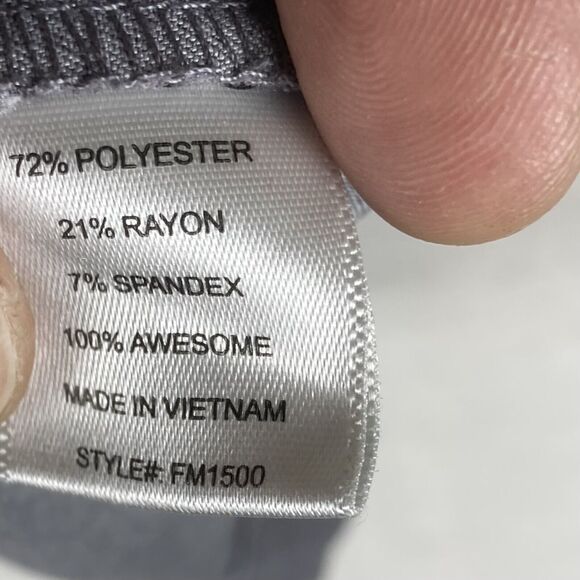 72% POLYESTER
21% RAYON
7% SPANDEX
100% AWESOME
MADE IN VIETNAM
STYLE#: FM1500